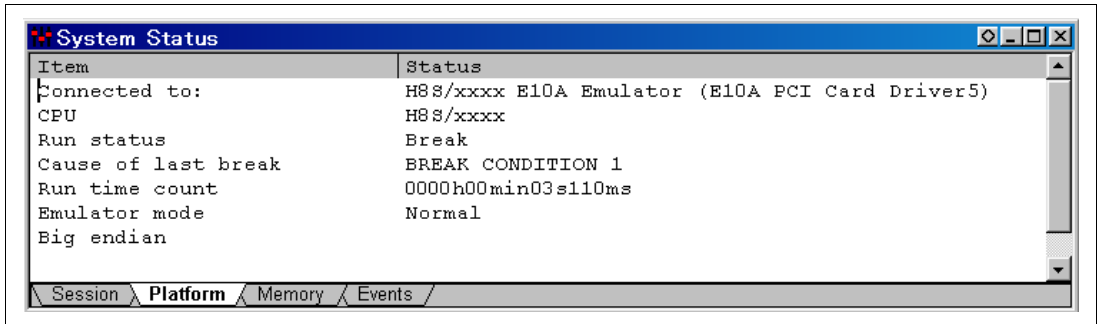 System Status
Item Status
Connected to: H8S/xxxx E10A Emulator (E10A PCI Card Driver5)
CPU H8S/xxxx
Run status Break
Cause of last break BREAK CONDITION 1
Run time count 0000h00min03s110ms
Emulator mode Normal
Big endian
Session Platform Memory Events